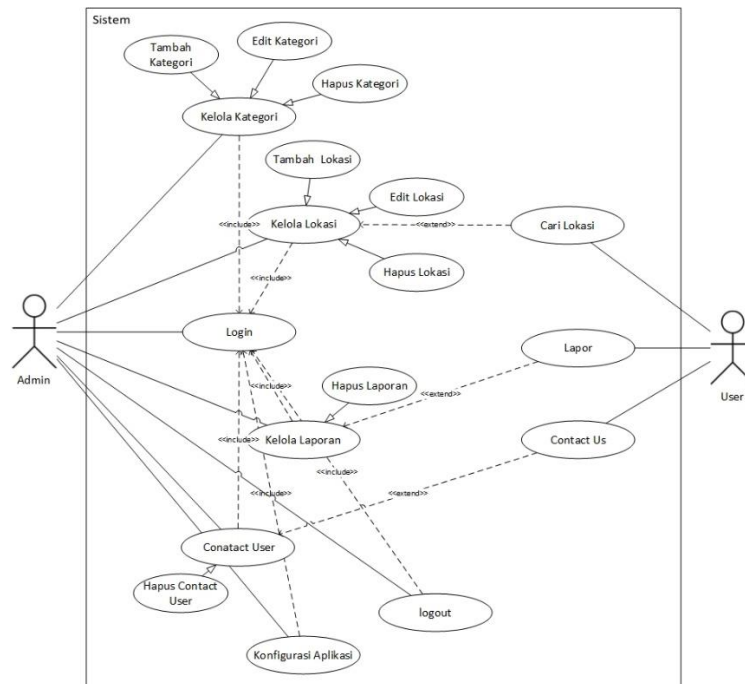 Sistem
Tambah
Kategori
Edit Kategori
Hapus Kategori
Kelola Kategori
Tambah Lokasi
Edit Lokasi
<<include>>
Kelola Lokasi
<<extend>>
Cari Lokasi
Hapus Lokasi
<<include>>
Login
Lapor
Admin
User
<<include>>
Hapus Laporan
<<extend>>
<<include>>
Kelola Laporan
Contact Us
<<include>>
<<include>>
<<extend>>
Conatact User
Hapus Contact
User
logout
Konfigurasi Aplikasi